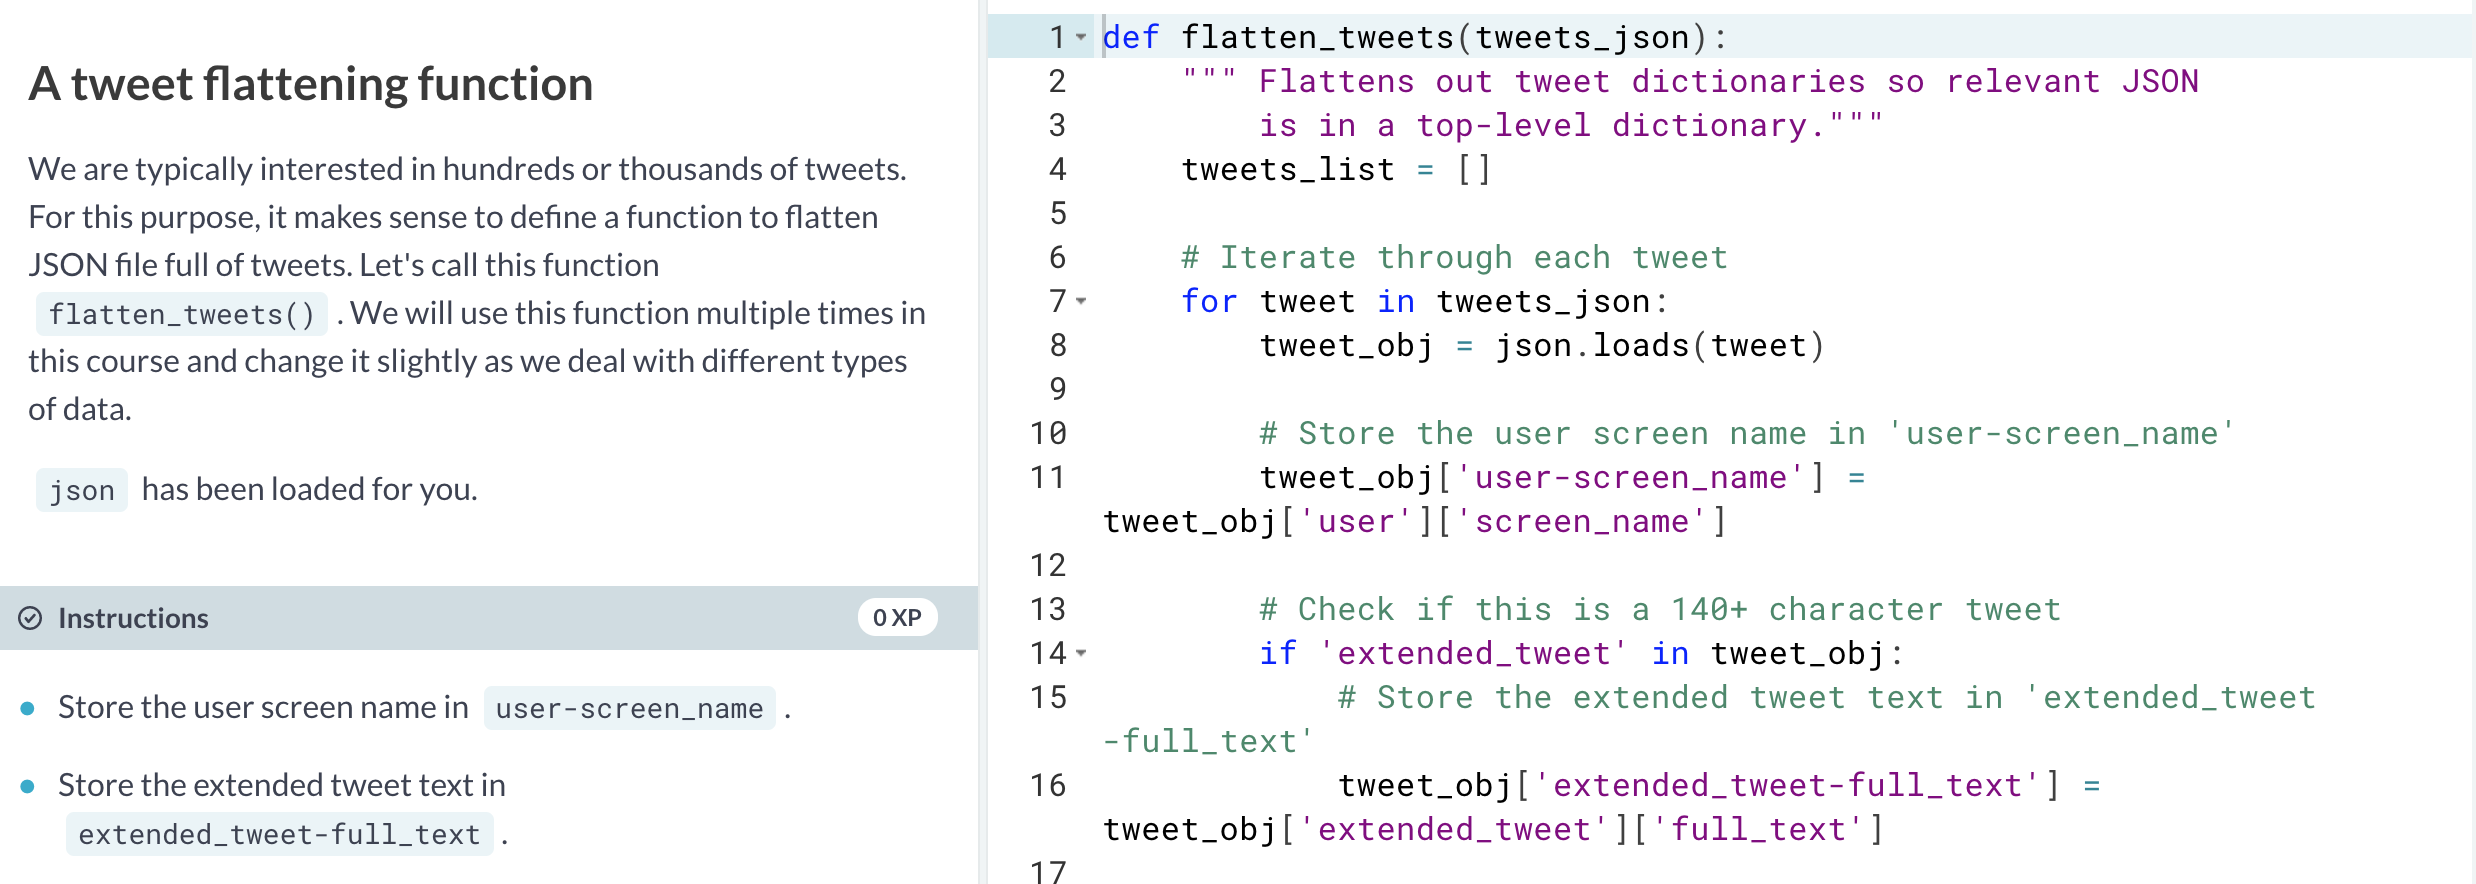 A tweet flattening function
We are typically interested in hundreds or thousands of tweets.
For this purpose, it makes sense to define a function to flatten
JSON file full of tweets. Let's call this function
flatten_tweets() . We will use this function multiple times in
this course and change it slightly as we deal with different types
of data.
json has been loaded for you.
Instructions
0 XP
Store the user screen name in user-screen_name .
Store the extended tweet text in
extended_tweet-full_text .
1 def flatten_tweets(tweets_json):
2 """ Flattens out tweet dictionaries so relevant JSON
3 is in a top-level dictionary."""
4 tweets_list = []
5
6 # Iterate through each tweet
7 for tweet in tweets_json:
8 tweet_obj = json.loads(tweet)
9
10 # Store the user screen name in 'user-screen_name'
11 tweet_obj['user-screen_name'] =
tweet_obj['user']['screen_name']
12
13 # Check if this is a 140+ character tweet
14 if 'extended_tweet' in tweet_obj:
15 # Store the extended tweet text in 'extended_tweet
-full_text'
16 tweet_obj['extended_tweet-full_text'] =
tweet_obj['extended_tweet']['full_text']
17